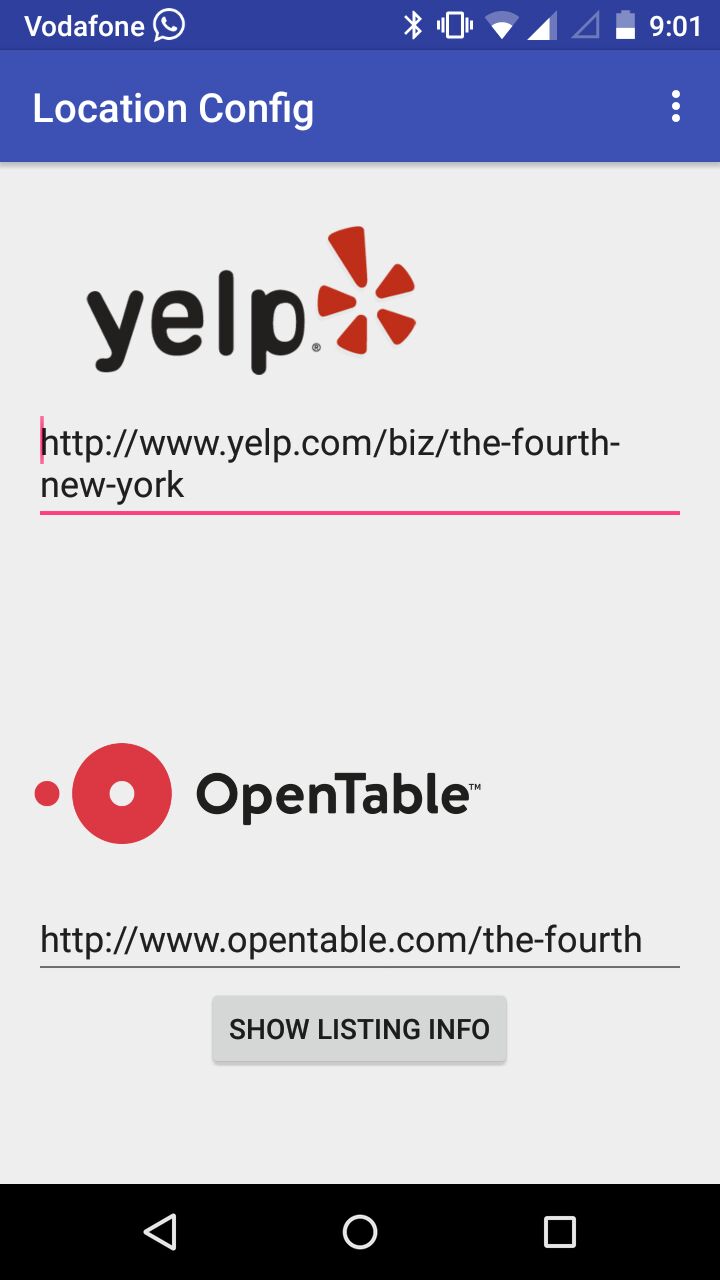 Vodafone 9:01
Location Config
yelp®
http://www.yelp.com/biz/the-fourth-
new-york
OpenTable™
http://www.opentable.com/the-fourth
SHOW LISTING INFO